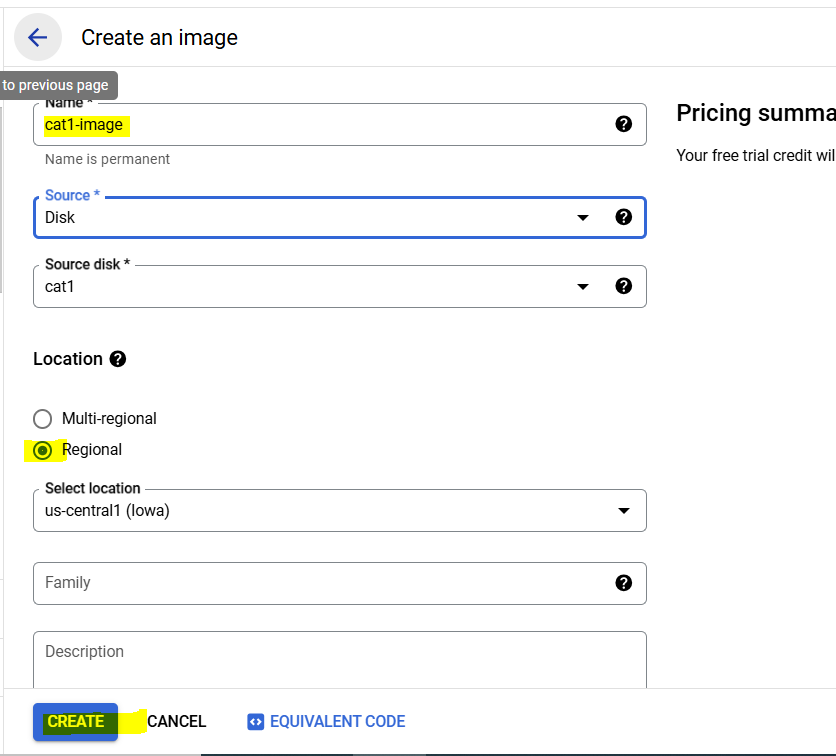 Create an image
to previous page
Name *
cat1-image
Name is permanent
Pricing summa
Your free trial credit wil
Source *
Disk
Source disk *
cat1
Location
Multi-regional
Regional
Select location
us-central1 (Iowa)
Family
Description
CREATE CANCEL EQUIVALENT CODE